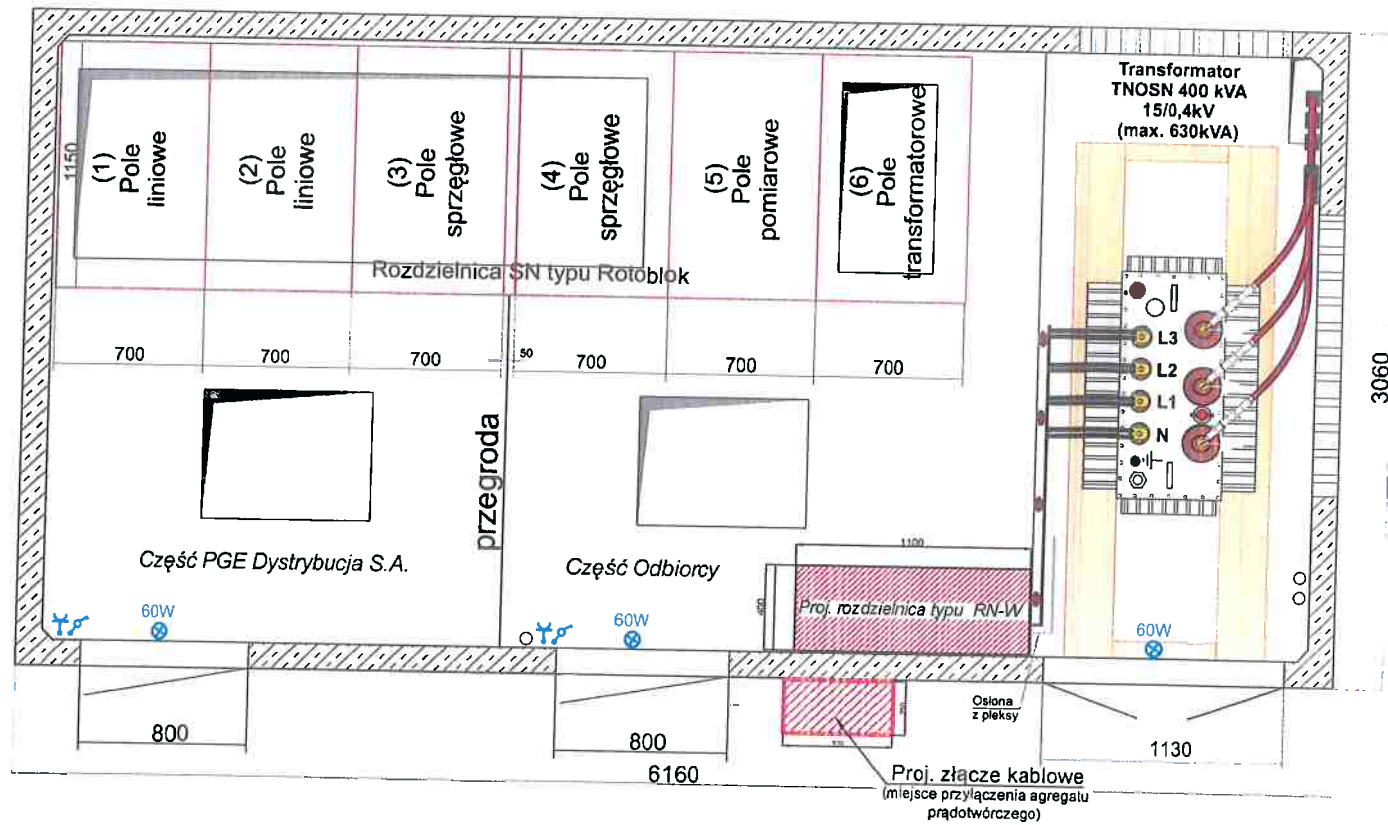 Transformator
TNOSN 400 kVA
15/0,4kV
(max. 630kVA)
1150
(1)
Pole
liniowe
(2)
Pole
liniowe
(3)
Pole
sprzęgłowe
(4)
Pole
sprzęgłowe
(5)
Pole
pomiarowe
(6)
Pole
transformatorowe
Rozdzielnica SN typu Rotoblok
700
700
700
50
700
700
700
L3
L2
L1
N
3060
przegroda
Część PGE Dystrybucja S.A.
Część Odbiorcy
1100
400
Proj. rozdzielnica typu RN-W
60W
60W
60W
Osłona
z pleksy
800
800
1130
6160
Proj. złącze kablowe
(miejsce przyłączenia agregatu
prądotwórczego)